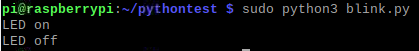 pi@raspberrypi:~/pythontest $ sudo python3 blink.py
LED on
LED off